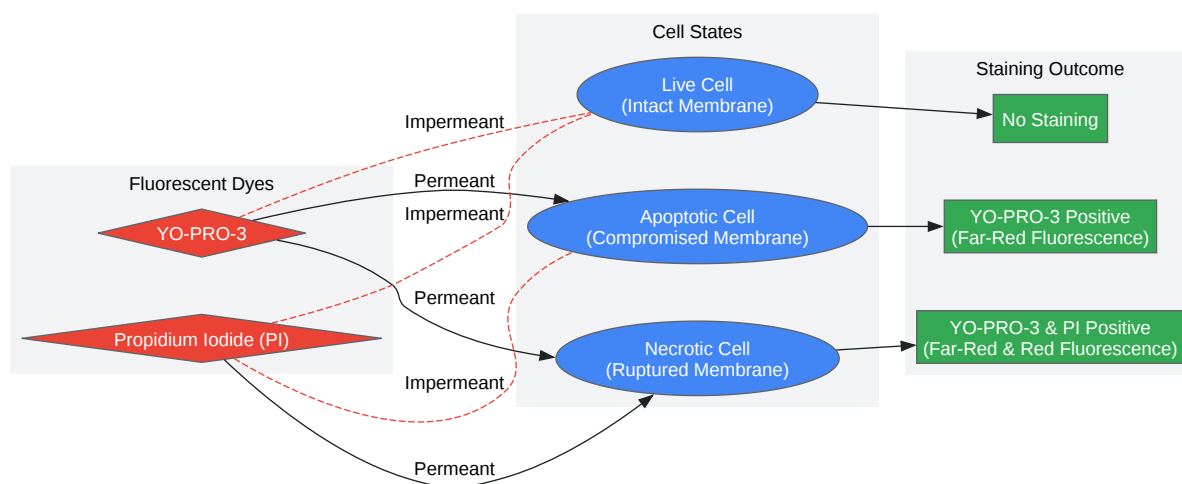 Cell States
Live Cell
(Intact Membrane)
Staining Outcome
No Staining
Impermeant
Fluorescent Dyes
Permeant
YO-PRO-3
Impermeant
Apoptotic Cell
(Compromised Membrane)
YO-PRO-3 Positive
(Far-Red Fluorescence)
Permeant
Propidium Iodide (PI)
Necrotic Cell
(Ruptured Membrane)
YO-PRO-3 & PI Positive
(Far-Red & Red Fluorescence)
Impermeant
Permeant